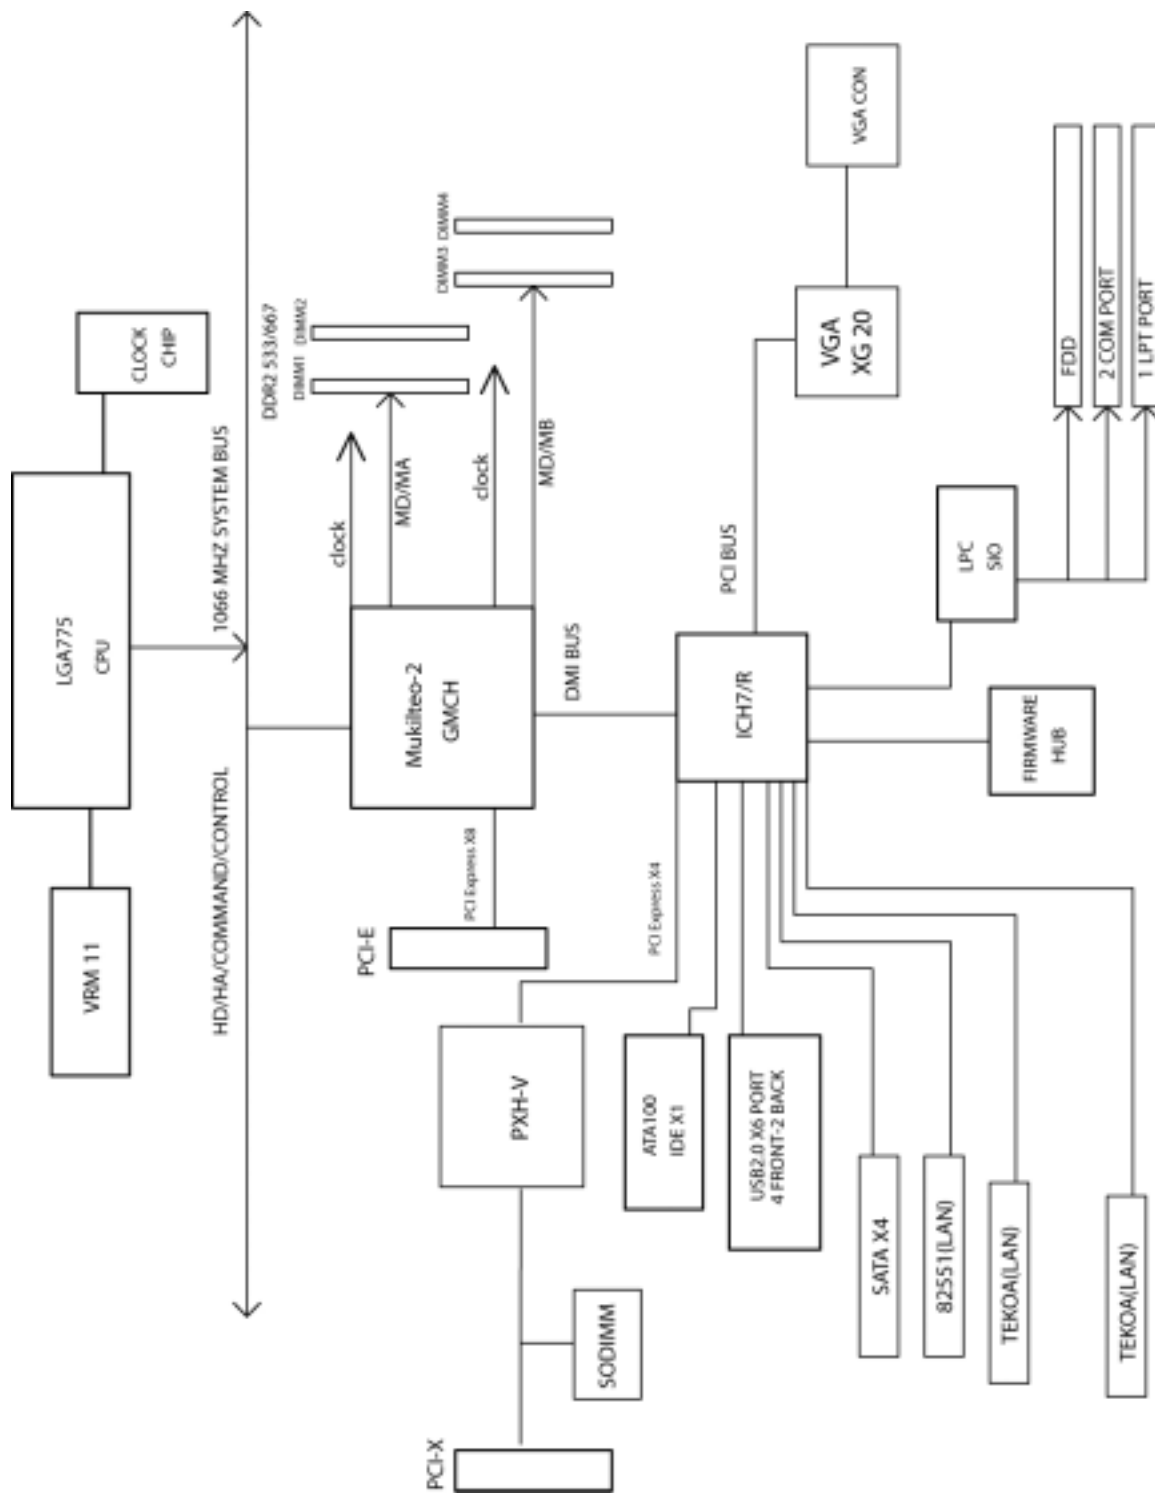 VRM 11
LGA775
CPU
CLOCK
CHIP
HD/HA/COMMAND/CONTROL
1066 MHZ SYSTEM BUS
DDR2 533/667
DIMM1
DIMM2
DIMM3
DIMM4
clock
MD/MA
clock
MD/MB
Mukilteo-2
GMCH
PCI Express X8
PCI-E
DMI BUS
PCI Express X4
PXH-V
PCI-X
SODIMM
ICH7/R
PCI BUS
VGA
XG 20
VGA CON
ATA100
IDE X1
USB2.0 X6 PORT
4 FRONT-2 BACK
SATA X4
82551(LAN)
TEKOA(LAN)
TEKOA(LAN)
FIRMWARE
HUB
LPC
SIO
FDD
2 COM PORT
1 LPT PORT